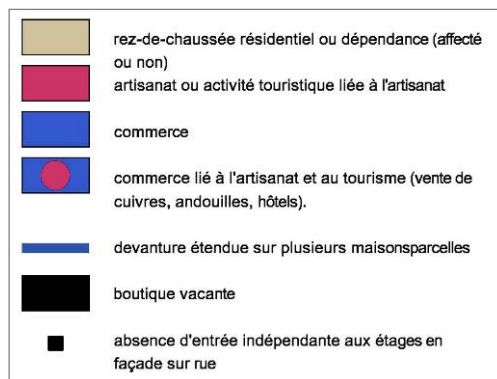 rez-de-chaussée résidentiel ou dépendance (affecté
ou non)
artisanat ou activité touristique liée à l'artisanat
commerce
commerce lié à l'artisanat et au tourisme (vente de
cuivres, andouilles, hôtels).
devanture étendue sur plusieurs maisonsparcelles
boutique vacante
absence d'entrée indépendante aux étages en
façade sur rue